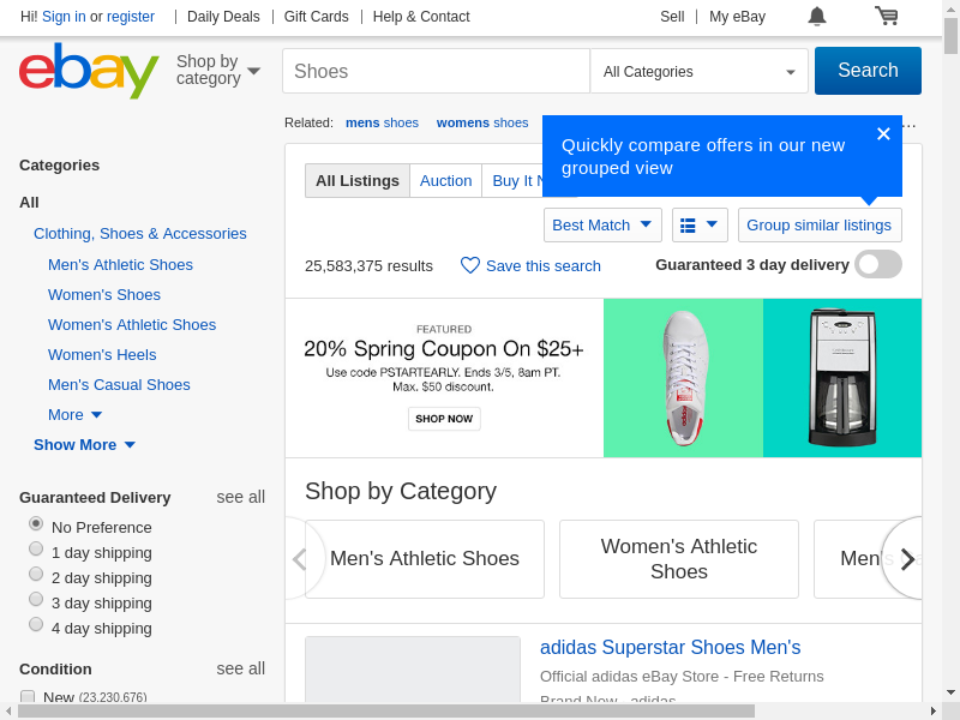 Hi! Sign in or register
Daily Deals
Gift Cards
Help & Contact
Sell
My eBay
ebay
Shop by category
Shoes
All Categories
Search
Related: mens shoes womens shoes ...
Quickly compare offers in our new
grouped view
Categories
All
Clothing, Shoes & Accessories
Men's Athletic Shoes
Women's Shoes
Women's Athletic Shoes
Women's Heels
Men's Casual Shoes
More
Show More
Guaranteed Delivery see all
No Preference
1 day shipping
2 day shipping
3 day shipping
4 day shipping
Condition see all
New (23,230,676)
All Listings
Auction
Buy It
Best Match
Group similar listings
25,583,375 results
Save this search
Guaranteed 3 day delivery
FEATURED
20% Spring Coupon On $25+
Use code PSTARTEARLY. Ends 3/5, 8am PT.
Max. $50 discount.
SHOP NOW
Shop by Category
Men's Athletic Shoes
Women's Athletic
Shoes
Men's
adidas Superstar Shoes Men's
Official adidas eBay Store - Free Returns
Brand New - adidas